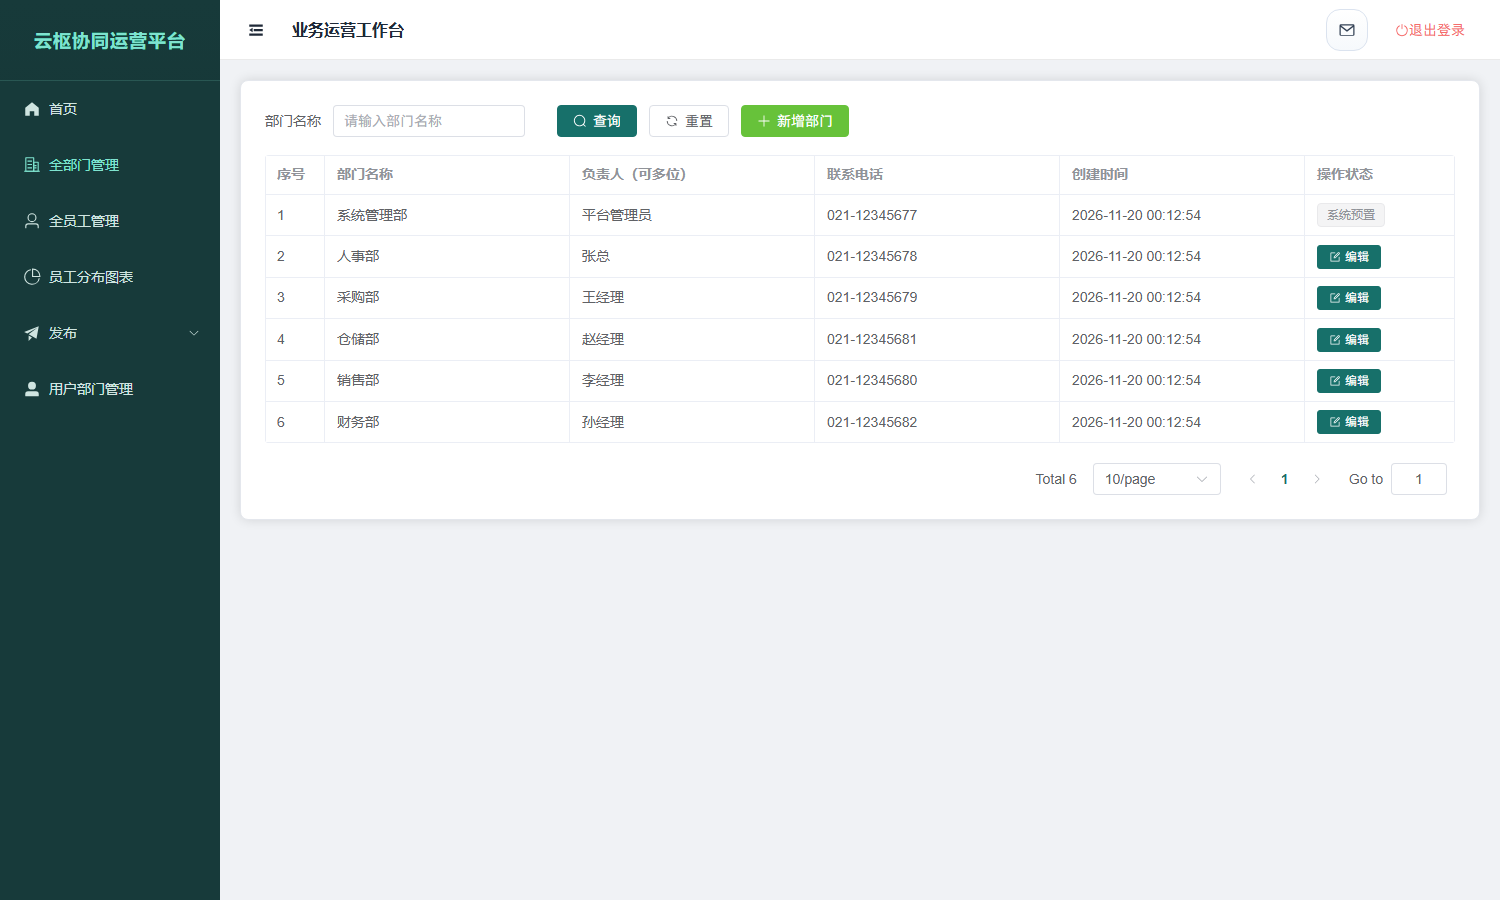 云枢协同运营平台
首页
全部门管理
全员工管理
员工分布图表
发布
用户部门管理
业务运营工作台
退出登录
部门名称 请输入部门名称 查询 重置 新增部门
序号 部门名称 负责人（可多位） 联系电话 创建时间 操作状态
1 系统管理部 平台管理员 021-12345677 2026-11-20 00:12:54 系统预置
2 人事部 张总 021-12345678 2026-11-20 00:12:54 编辑
3 采购部 王经理 021-12345679 2026-11-20 00:12:54 编辑
4 仓储部 赵经理 021-12345681 2026-11-20 00:12:54 编辑
5 销售部 李经理 021-12345680 2026-11-20 00:12:54 编辑
6 财务部 孙经理 021-12345682 2026-11-20 00:12:54 编辑
Total 6 10/page 1 Go to 1